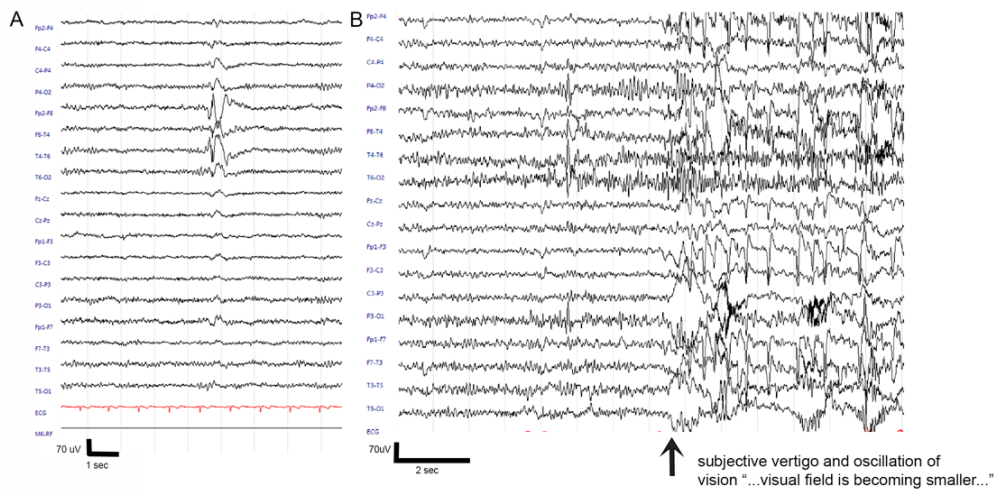 A
Fp2-F4
F4-C4
C4-P4
P4-O2
Fp2-F8
F8-T4
T4-T6
T6-O2
Pz-Cz
Cz-Pz
Fp1-F3
F3-C3
C3-P3
P3-O1
Fp1-F7
F7-T3
T3-T5
T5-O1
ECG
MK-RF
70 uV
1 sec
B
Fp2-F4
F4-C4
C4-P4
P4-O2
Fp2-F8
F8-T4
T4-T6
T6-O2
Pz-Cz
Cz-Pz
Fp1-F3
F3-C3
C3-P3
P3-O1
Fp1-F7
F7-T3
T3-T5
T5-O1
ECG
70uV
2 sec
subjective vertigo and oscillation of
vision “...visual field is becoming smaller...”